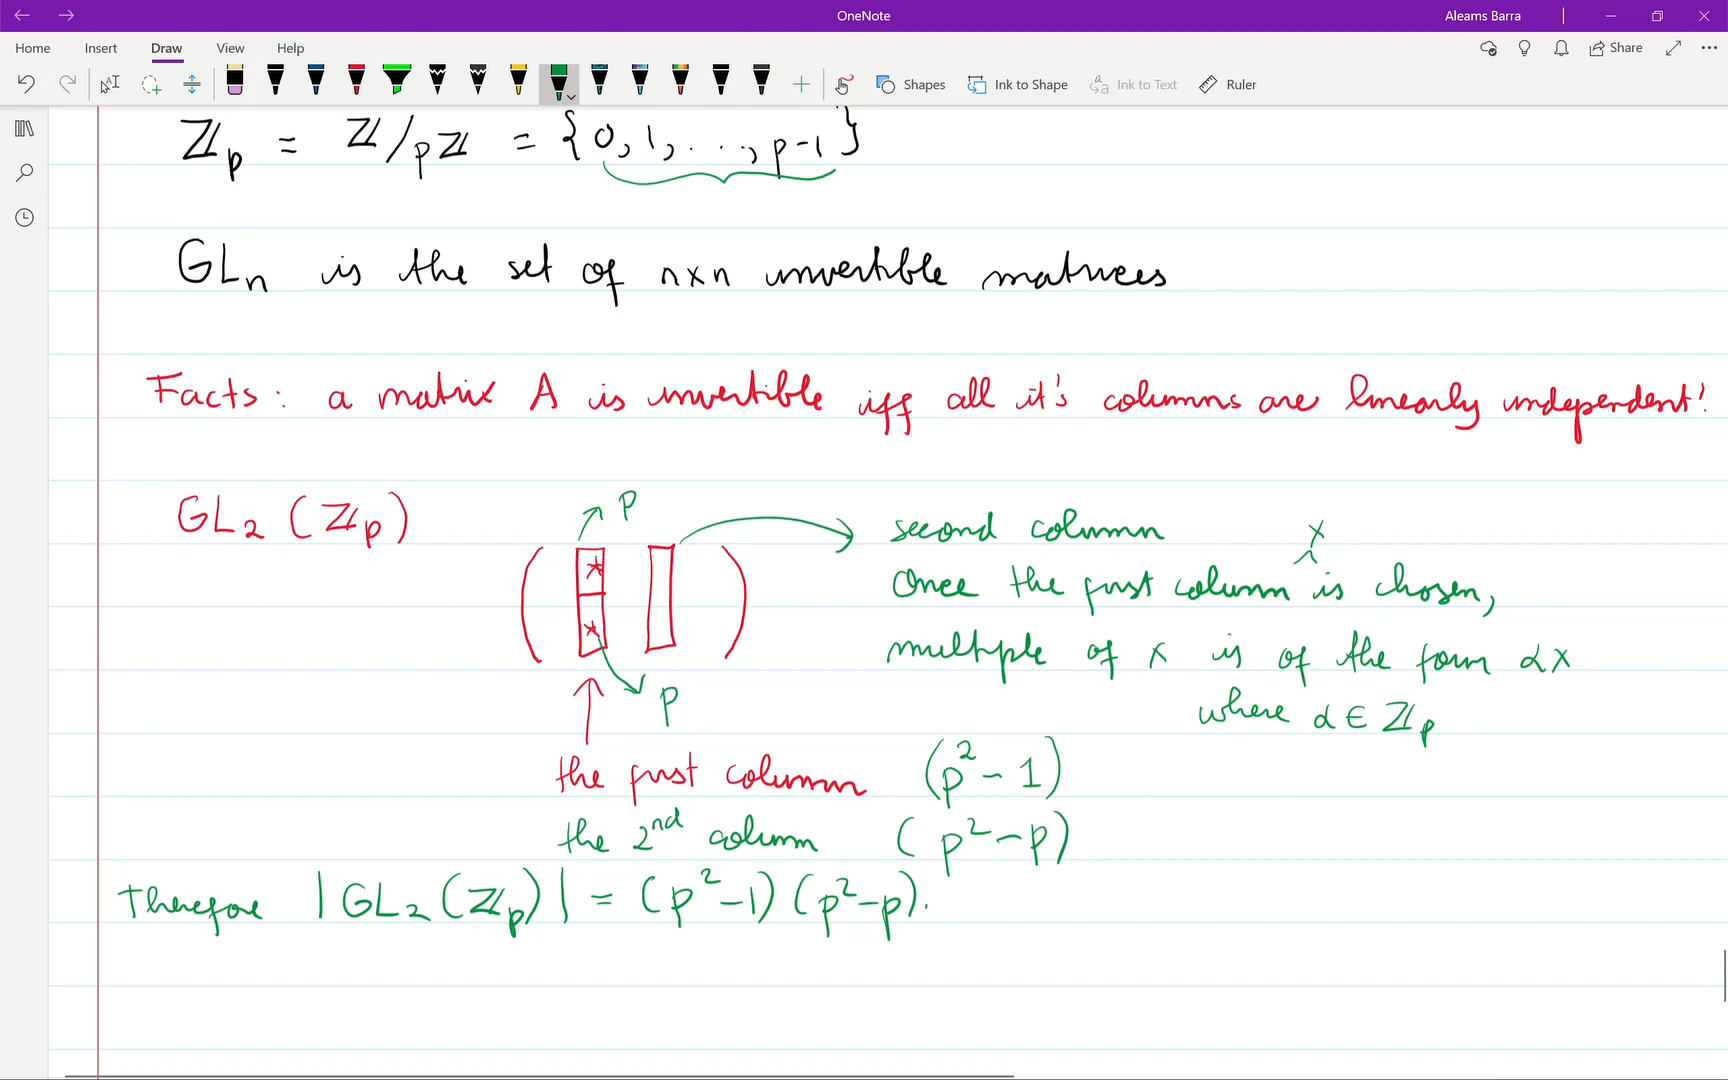 OneNote
Aleams Barra
Home Insert Draw View Help
Share
Shapes Ink to Shape Ink to Text Ruler
ℤp = ℤ/pℤ = {0, 1, ..., p-1}
GLn is the set of n×n invertible matrices
Facts: a matrix A is invertible iff all it's columns are linearly independent!
GL2 (ℤp)
p
* *
p
second column
Once the first column x is chosen,
multiple of x is of the form αx
where α ∈ ℤp
the first column (p² - 1)
the 2nd column (p² - p)
Therefore |GL2(ℤp)| = (p²-1)(p²-p).